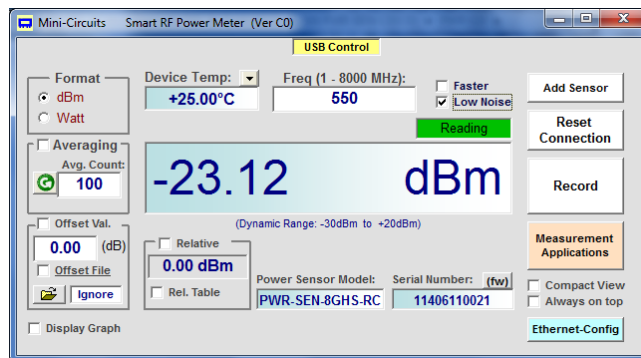 Mini-Circuits Smart RF Power Meter (Ver C0)
USB Control
Format
dBm
Watt
Device Temp:
+25.00°C
Freq (1 - 8000 MHz):
550
Faster
Low Noise
Reading
Add Sensor
Reset
Connection
Record
Averaging
Avg. Count:
100
-23.12 dBm
(Dynamic Range: -30dBm to +20dBm)
Offset Val.
0.00 (dB)
Offset File
Ignore
Relative
0.00 dBm
Rel. Table
Power Sensor Model:
PWR-SEN-8GHS-RC
Serial Number: (fw)
11406110021
Measurement
Applications
Compact View
Always on top
Display Graph
Ethernet-Config